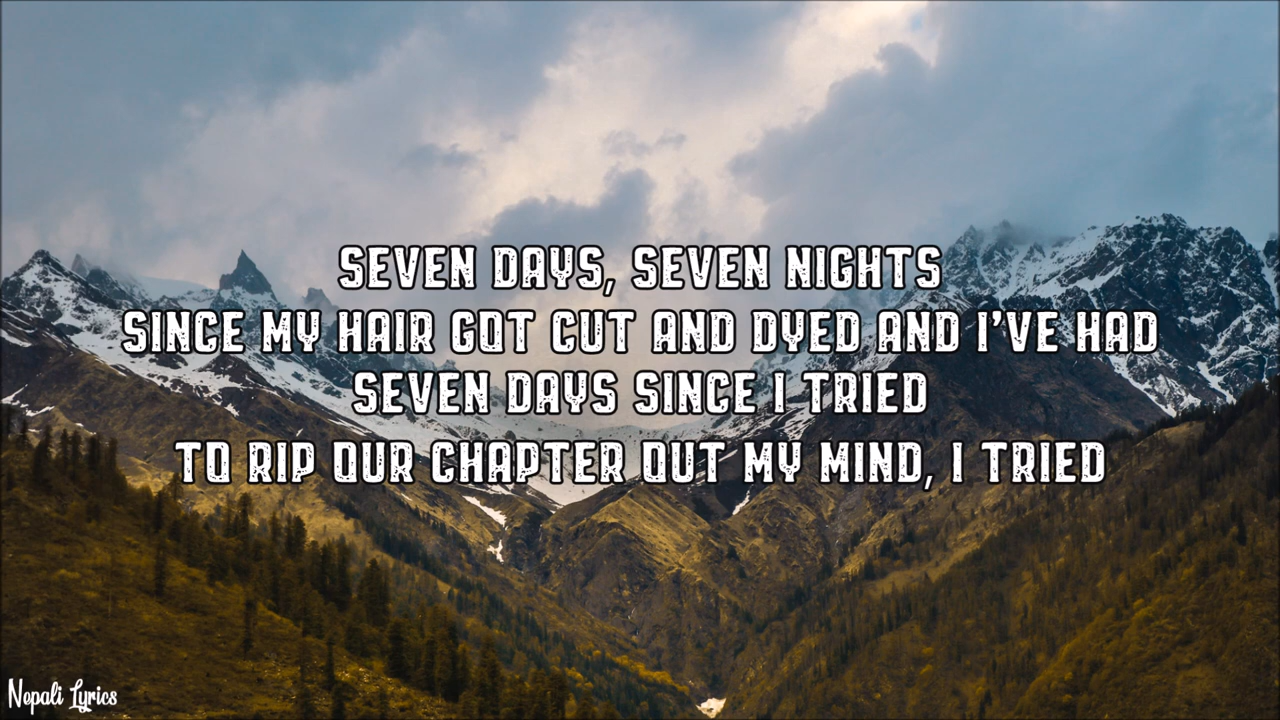 SEVEN DAYS, SEVEN NIGHTS
SINCE MY HAIR GOT CUT AND DYED AND I'VE HAD
SEVEN DAYS SINCE I TRIED
TO RIP OUR CHAPTER OUT MY MIND, I TRIED
Nepali Lyrics